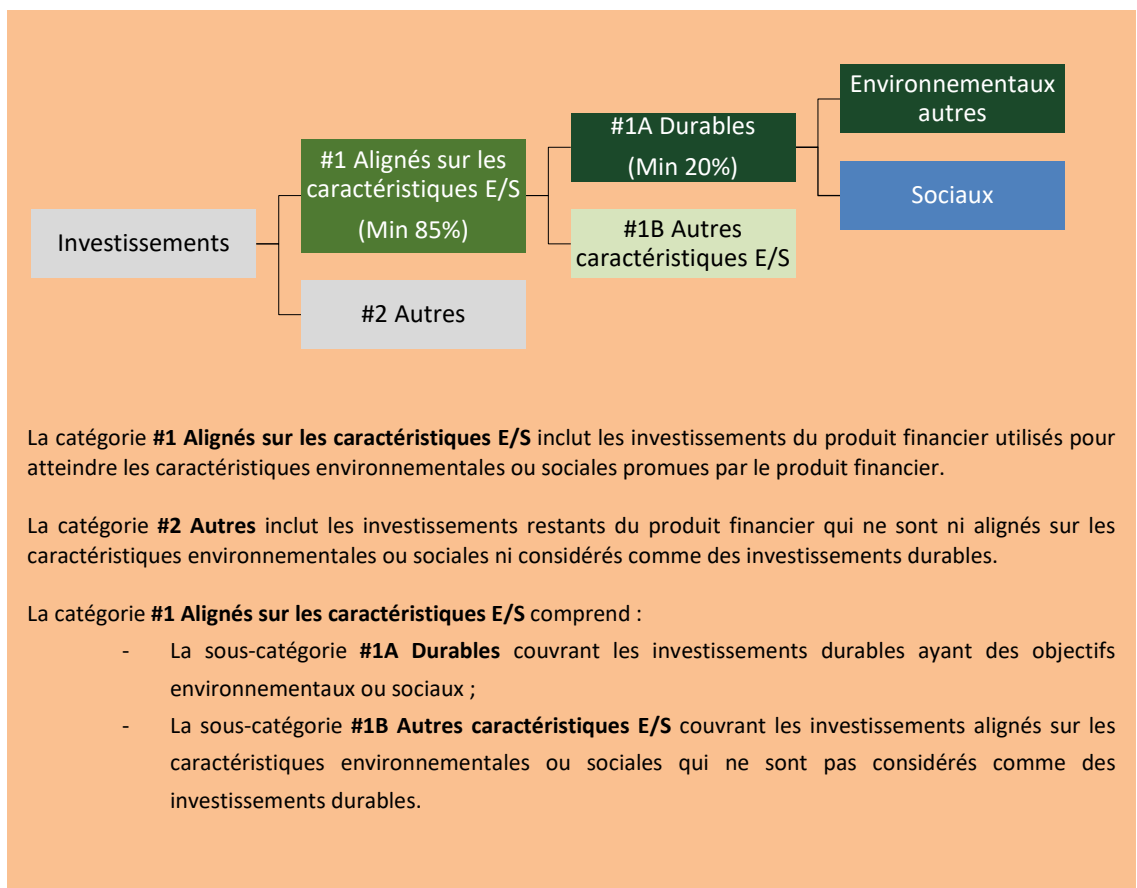 Investissements
#1 Alignés sur les
caractéristiques E/S
(Min 85%)
#2 Autres
#1A Durables
(Min 20%)
#1B Autres
caractéristiques E/S
Environnementaux
autres
Sociaux
La catégorie #1 Alignés sur les caractéristiques E/S inclut les investissements du produit financier utilisés pour
atteindre les caractéristiques environnementales ou sociales promues par le produit financier.
La catégorie #2 Autres inclut les investissements restants du produit financier qui ne sont ni alignés sur les
caractéristiques environnementales ou sociales ni considérés comme des investissements durables.
La catégorie #1 Alignés sur les caractéristiques E/S comprend :
- La sous-catégorie #1A Durables couvrant les investissements durables ayant des objectifs
environnementaux ou sociaux ;
- La sous-catégorie #1B Autres caractéristiques E/S couvrant les investissements alignés sur les
caractéristiques environnementales ou sociales qui ne sont pas considérés comme des
investissements durables.